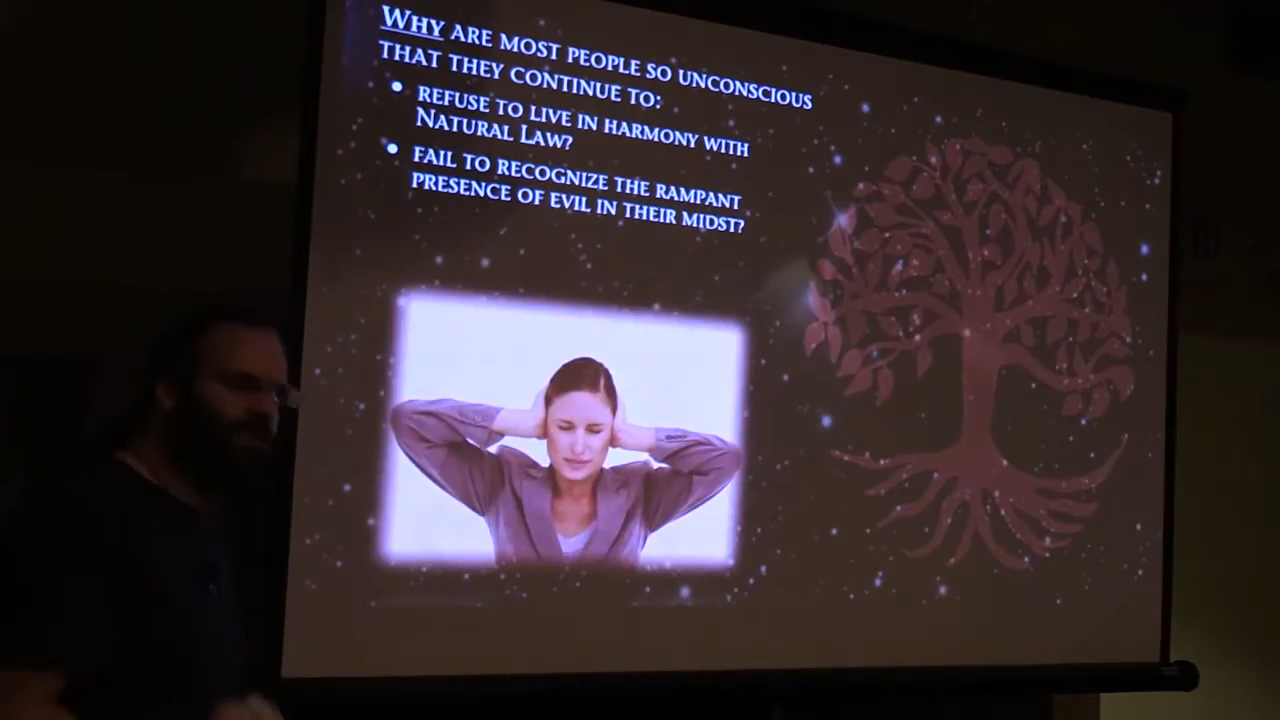 WHY ARE MOST PEOPLE SO UNCONSCIOUS
THAT THEY CONTINUE TO:
• REFUSE TO LIVE IN HARMONY WITH
NATURAL LAW?
• FAIL TO RECOGNIZE THE RAMPANT
PRESENCE OF EVIL IN THEIR MIDST?